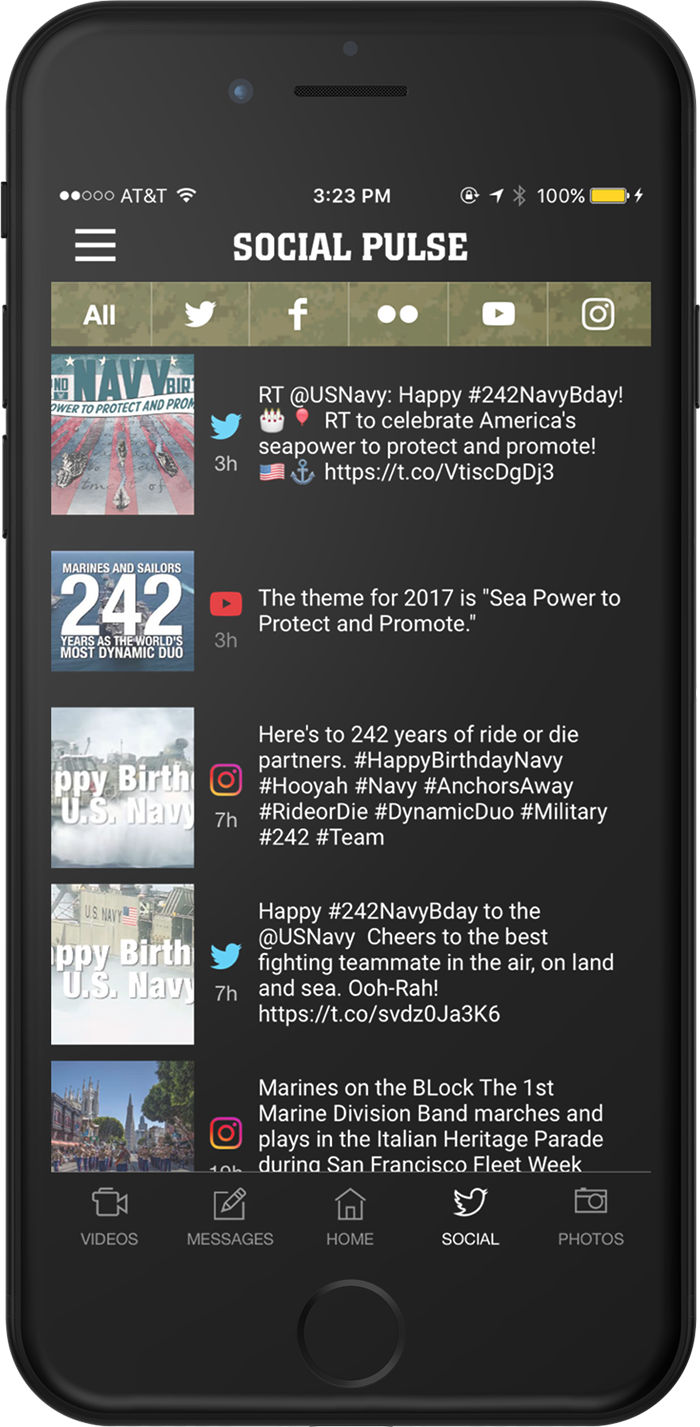 AT&T 3:23 PM 100%
SOCIAL PULSE
All
NAVY BIR
OWER TO PROTECT AND PROM
RT @USNavy: Happy #242NavyBday!
🎂🎈 RT to celebrate America's
seapower to protect and promote!
🇺🇸⚓ https://t.co/VtiscDgDj3
3h
MARINES AND SAILORS
242
YEARS AS THE WORLD'S
MOST DYNAMIC DUO
The theme for 2017 is "Sea Power to
Protect and Promote."
3h
ppy Birth
U.S. Navy
Here's to 242 years of ride or die
partners. #HappyBirthdayNavy
#Hooyah #Navy #AnchorsAway
#RideorDie #DynamicDuo #Military
#242 #Team
7h
U.S. NAVY
ppy Birth
U.S. Navy
Happy #242NavyBday to the
@USNavy  Cheers to the best
fighting teammate in the air, on land
and sea. Ooh-Rah!
https://t.co/svdz0Ja3K6
7h
Marines on the BLock The 1st
Marine Division Band marches and
plays in the Italian Heritage Parade
during San Francisco Fleet Week
VIDEOS MESSAGES HOME SOCIAL PHOTOS